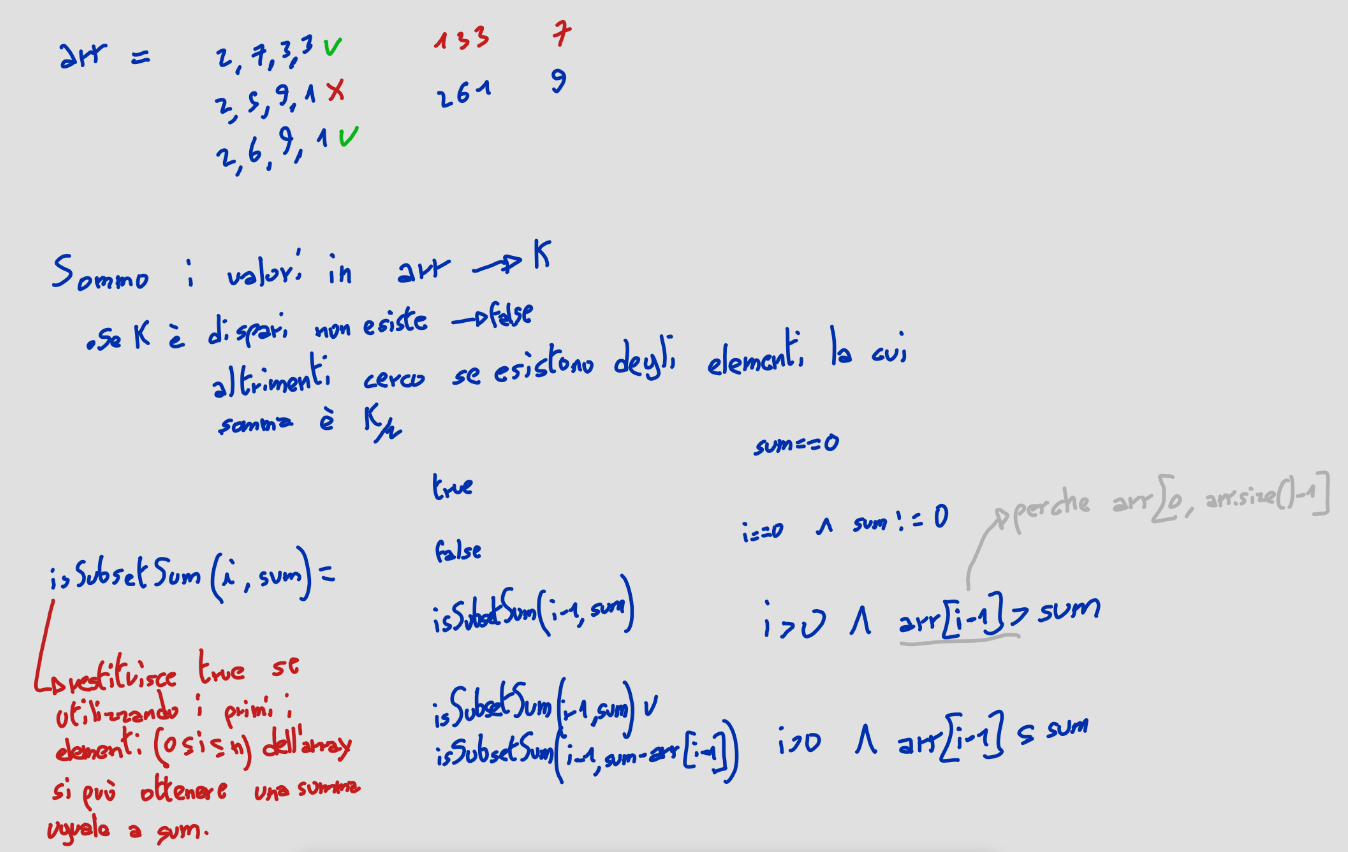 arr = 2, 7, 3, 3 ✓ 133 7
2, 5, 9, 1 ✗ 261 9
2, 6, 9, 1 ✓
Sommo i valori in arr → K
• Se K è dispari non esiste → false
altrimenti cerco se esistono degli elementi la cui
somma è K/2
true sum==0
false i==0 ∧ sum != 0
perche arr[0, arr.size()-1]
isSubsetSum(i, sum) =
isSubsetSum(i-1, sum) i>0 ∧ arr[i-1] > sum
isSubsetSum(i-1, sum) ∨
isSubsetSum(i-1, sum-arr[i-1]) i>0 ∧ arr[i-1] ≤ sum
restituisce true se
utilizzando i primi i
elementi (0≤i≤n) dell'array
si può ottenere una somma
uguale a sum.